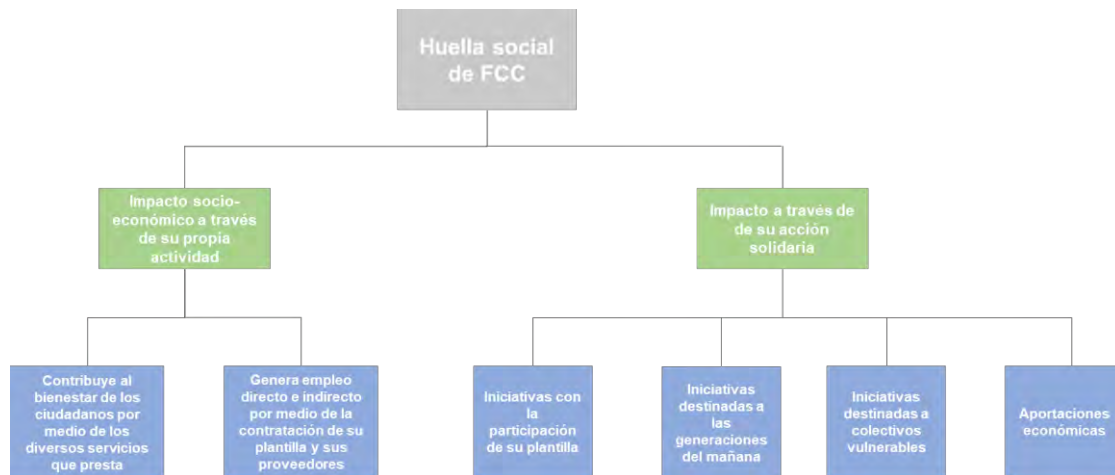 Huella social
de FCC
Impacto socio-
económico a través
de su propia
actividad
Impacto a través de
de su acción
solidaria
Contribuye al
bienestar de los
ciudadanos por
medio de los
diversos servicios
que presta
Genera empleo
directo e indirecto
por medio de la
contratación de su
plantilla y sus
proveedores
Iniciativas con
la
participación
de su plantilla
Iniciativas
destinadas a
las
generaciones
del mañana
Iniciativas
destinadas a
colectivos
vulnerables
Aportaciones
económicas